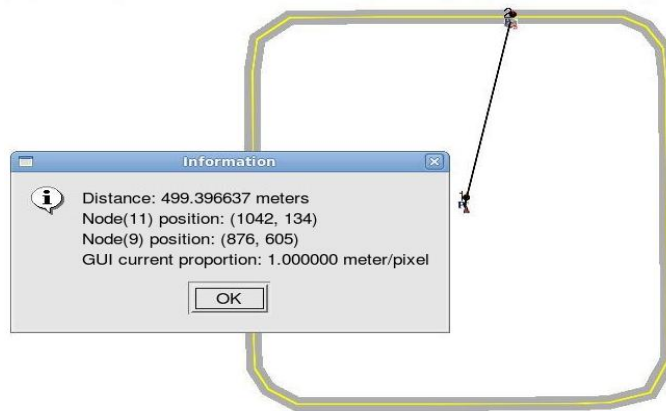 2
Information
Distance: 499.396637 meters
Node(11) position: (1042, 134)
Node(9) position: (876, 605)
GUI current proportion: 1.000000 meter/pixel
OK